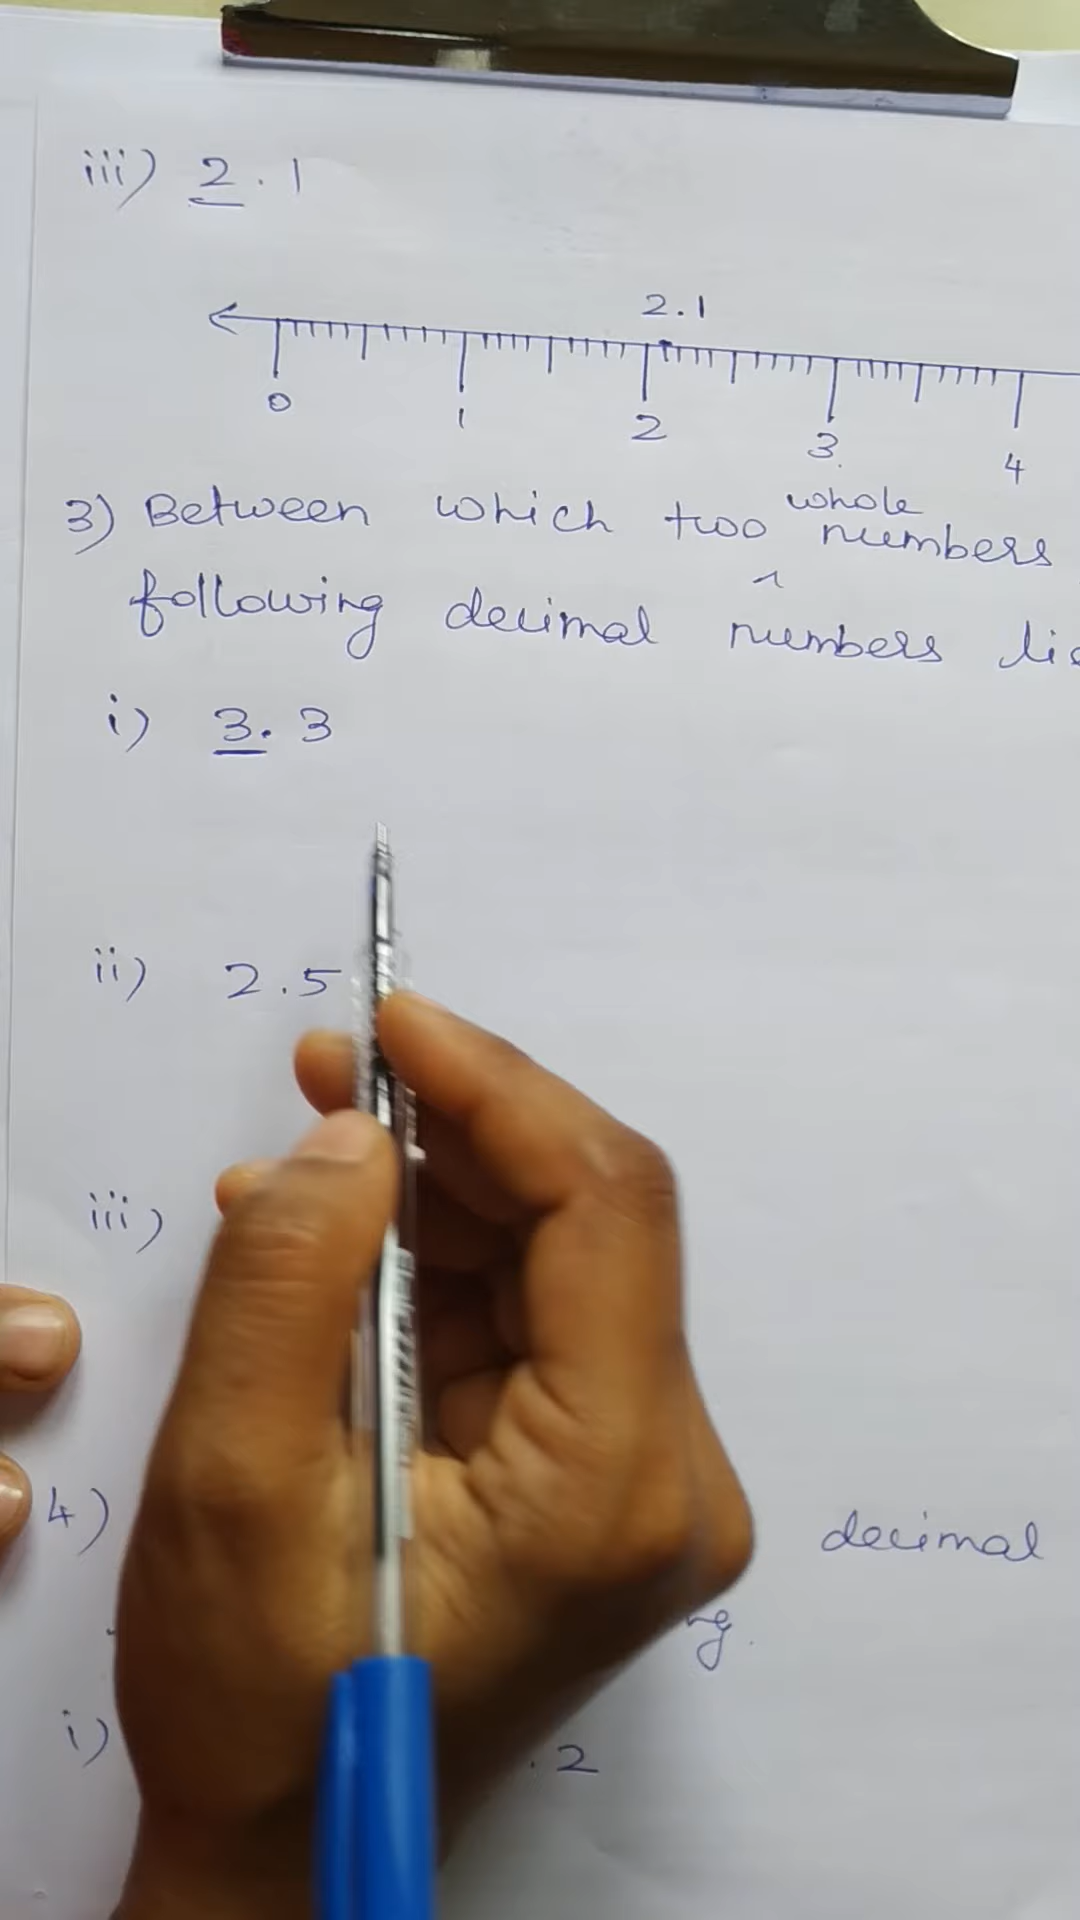 iii) 2.1
2.1
0 1 2 3 4
3) Between which two whole numbers
following decimal numbers lie
i) 3.3
ii) 2.5
iii)
4) decimal
i) .2